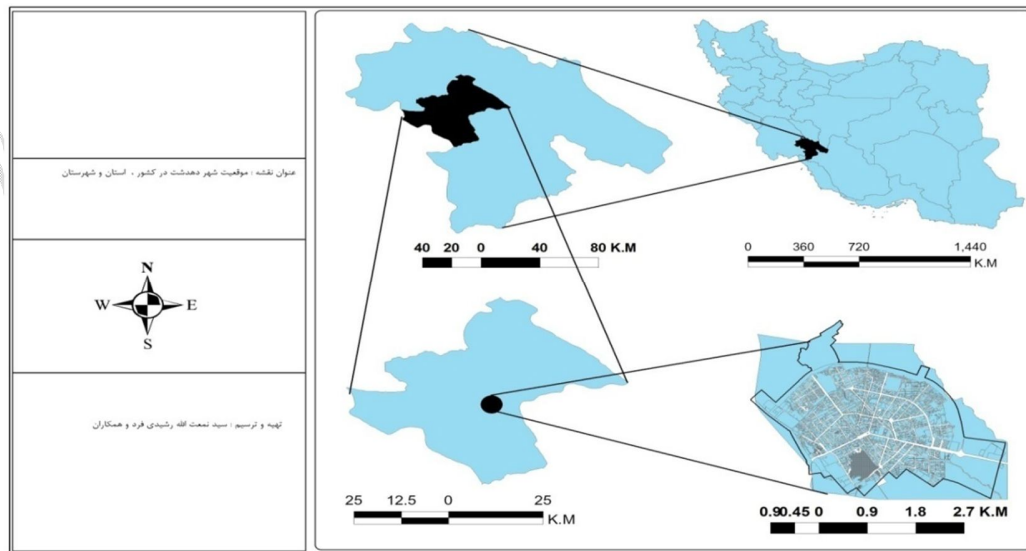 عنوان نقشه : موقعیت شهر دهدشت در کشور ، استان و شهرستان
N
W E
S
تهیه و ترسیم : سید نعمت الله رشیدی فرد و همکاران
40 20 0 40 80 K.M
0 360 720 1,440
K.M
25 12.5 0 25
K.M
0.90.45 0 0.9 1.8 2.7
K.M